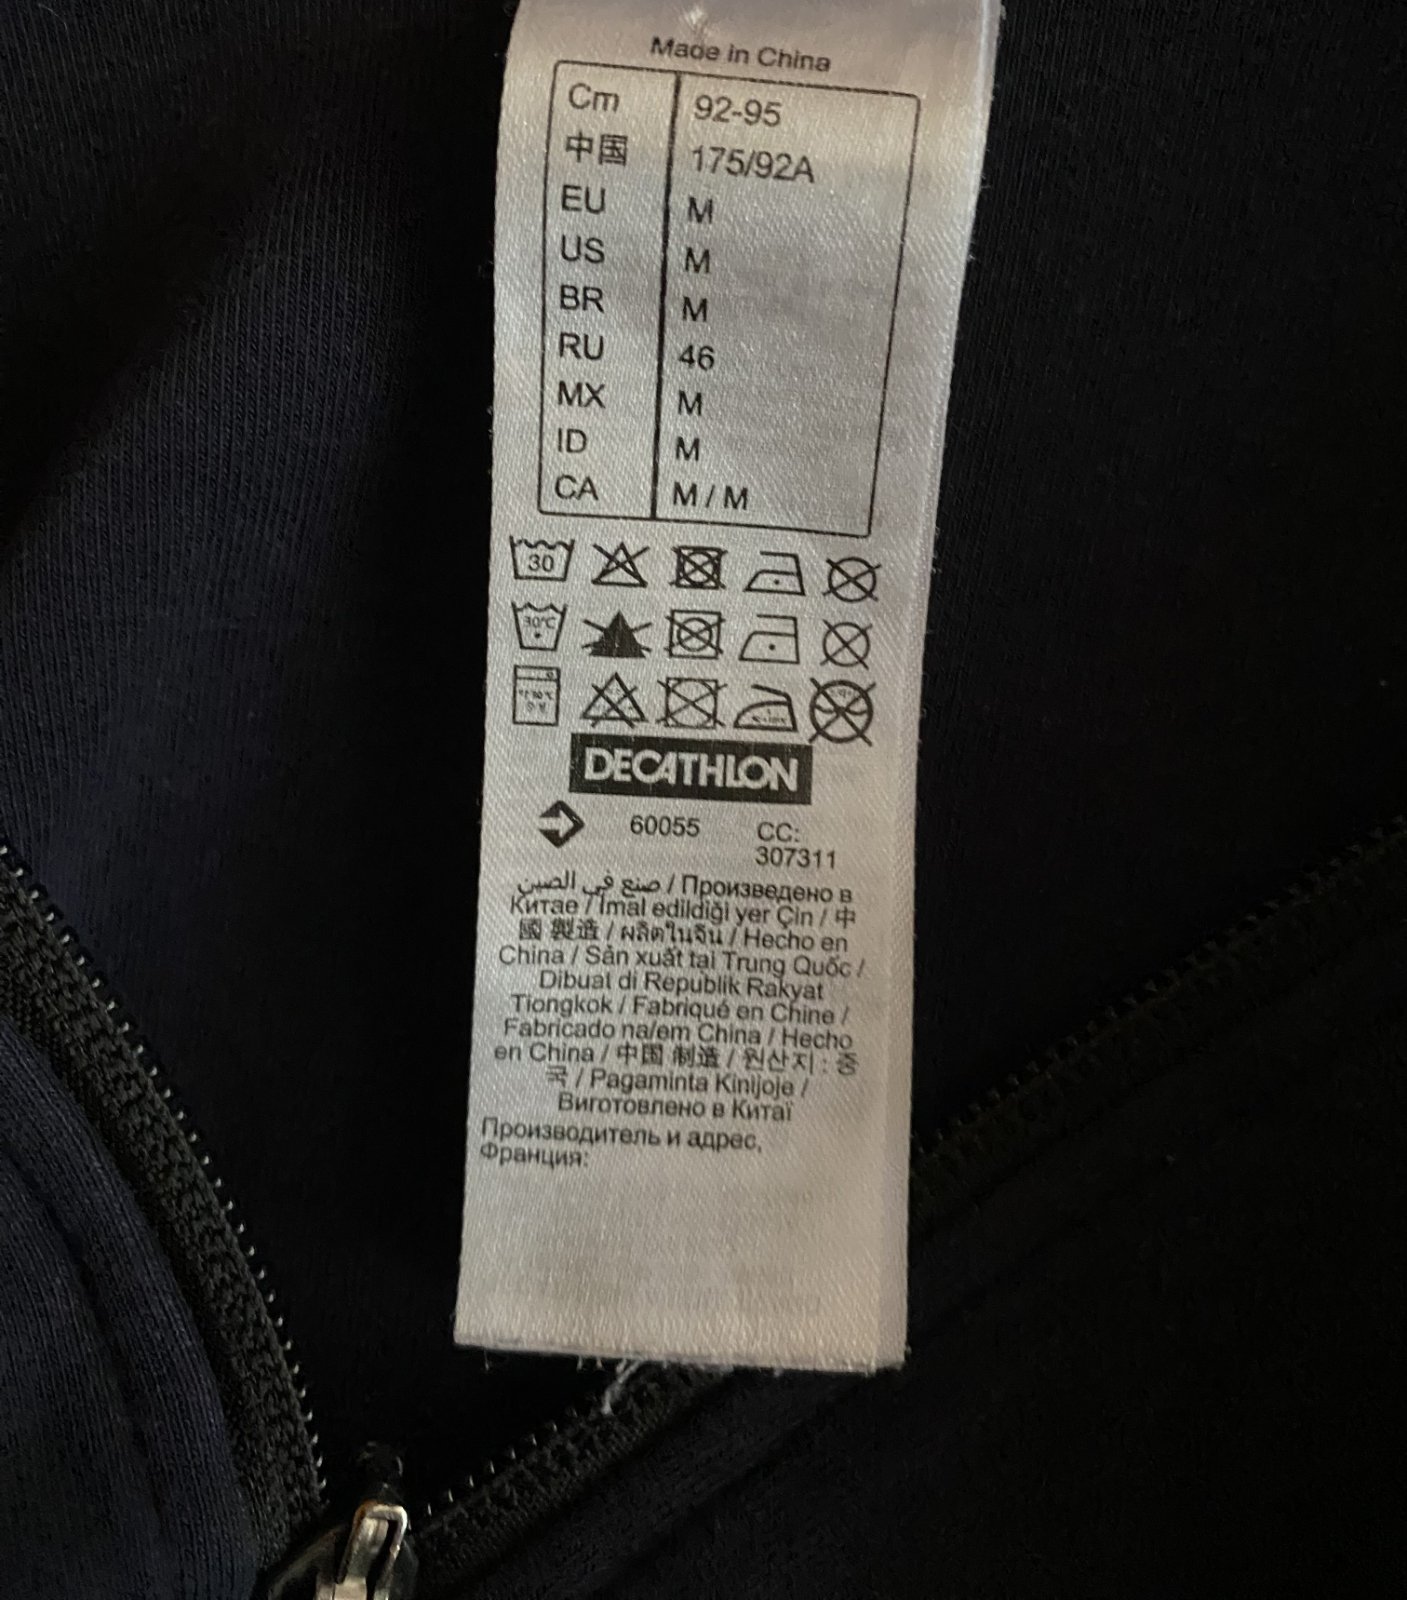 Made in China
Cm 92-95
中国 175/92A
EU M
US M
BR M
RU 46
MX M
ID M
CA M / M
30
30°C
DECATHLON
60055 CC:
307311
صنع في الصين / Произведено в
Китае / İmal edildiği yer Çin / 中
國 製造 / ผลิตในจีน / Hecho en
China / Sản xuất tại Trung Quốc /
Dibuat di Republik Rakyat
Tiongkok / Fabriqué en Chine /
Fabricado na/em China / Hecho
en China / 中国 制造 / 원산지 : 중
국 / Pagaminta Kinijoje /
Виготовлено в Китаї
Производитель и адрес,
Франция: